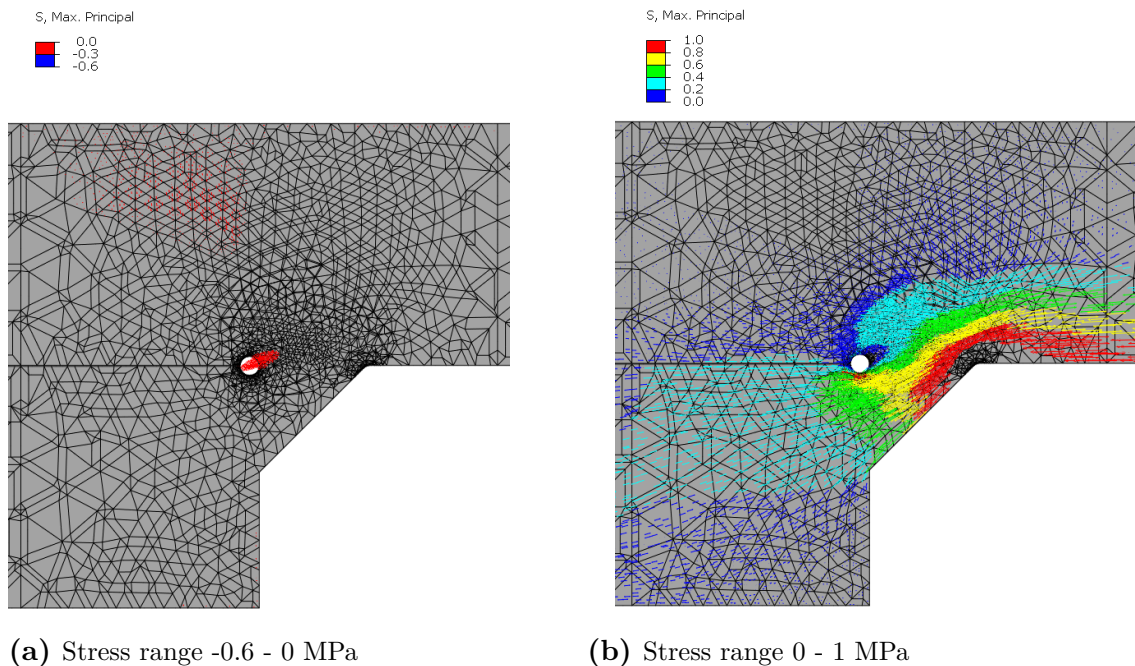 S, Max. Principal
0.0
-0.3
-0.6
S, Max. Principal
1.0
0.8
0.6
0.4
0.2
0.0
(a) Stress range -0.6 - 0 MPa
(b) Stress range 0 - 1 MPa